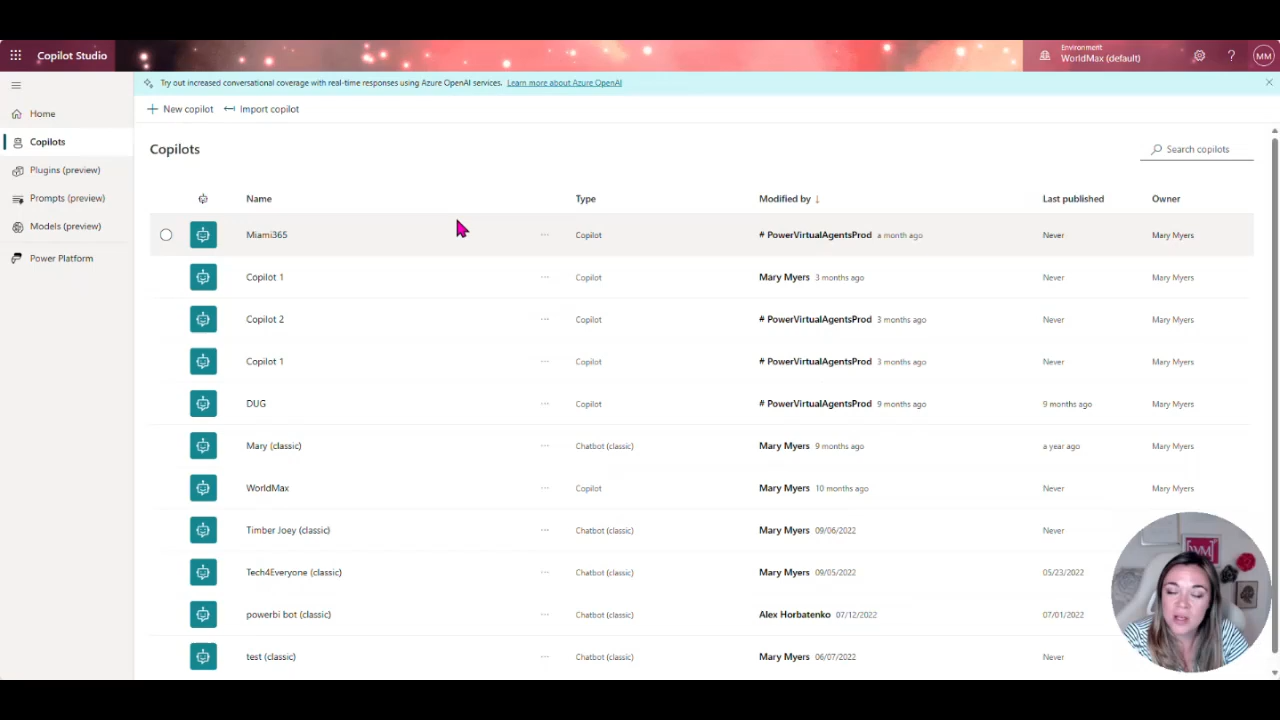 Copilot Studio
Environment
WorldMax (default)
?
MM
Try out increased conversational coverage with real-time responses using Azure OpenAI services. Learn more about Azure OpenAI
New copilot Import copilot
Home
Copilots
Plugins (preview)
Prompts (preview)
Models (preview)
Power Platform
Copilots
Search copilots
Name Type Modified by ↓ Last published Owner
Miami365 ... Copilot # PowerVirtualAgentsProd a month ago Never Mary Myers
Copilot 1 ... Copilot Mary Myers 3 months ago Never Mary Myers
Copilot 2 ... Copilot # PowerVirtualAgentsProd 3 months ago Never Mary Myers
Copilot 1 ... Copilot # PowerVirtualAgentsProd 3 months ago Never Mary Myers
DUG ... Copilot # PowerVirtualAgentsProd 9 months ago 9 months ago Mary Myers
Mary (classic) ... Chatbot (classic) Mary Myers 9 months ago a year ago Mary Myers
WorldMax ... Copilot Mary Myers 10 months ago Never Mary Myers
Timber Joey (classic) ... Chatbot (classic) Mary Myers 09/06/2022 Never
Tech4Everyone (classic) ... Chatbot (classic) Mary Myers 09/05/2022 05/23/2022
powerbi bot (classic) ... Chatbot (classic) Alex Horbatenko 07/12/2022 07/01/2022
test (classic) ... Chatbot (classic) Mary Myers 06/07/2022 Never